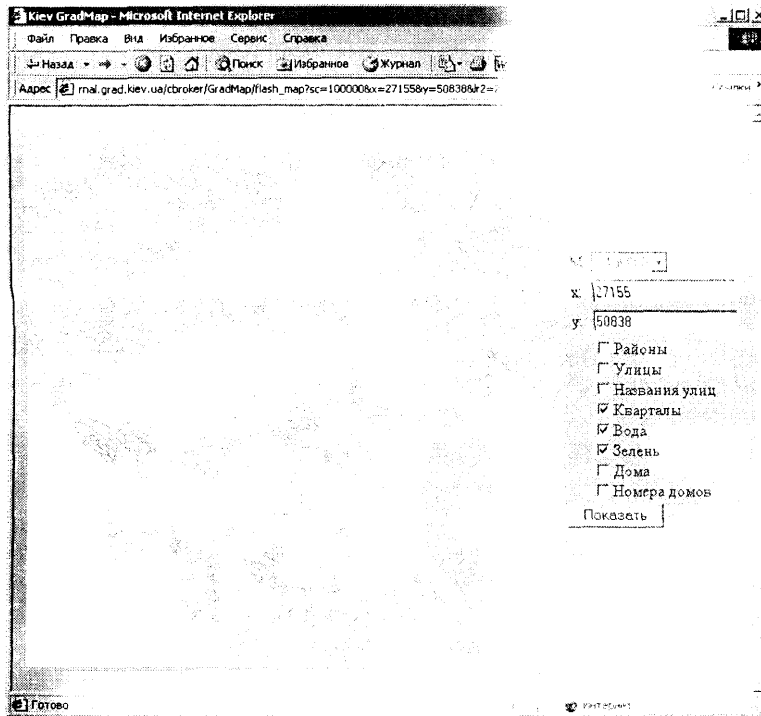 Kiev GradMap - Microsoft Internet Explorer
Файл Правка Вид Избранное Сервис Справка
Назад Поиск Избранное Журнал
Адрес rnal.grad.kiev.ua/cbroker/GradMap/flash_map?sc=100000&x=27155&y=50838&r2=
x: 27155
y: 50838
Районы
Улицы
Названия улиц
Кварталы
Вода
Зелень
Дома
Номера домов
Показать
Готово
Интернет